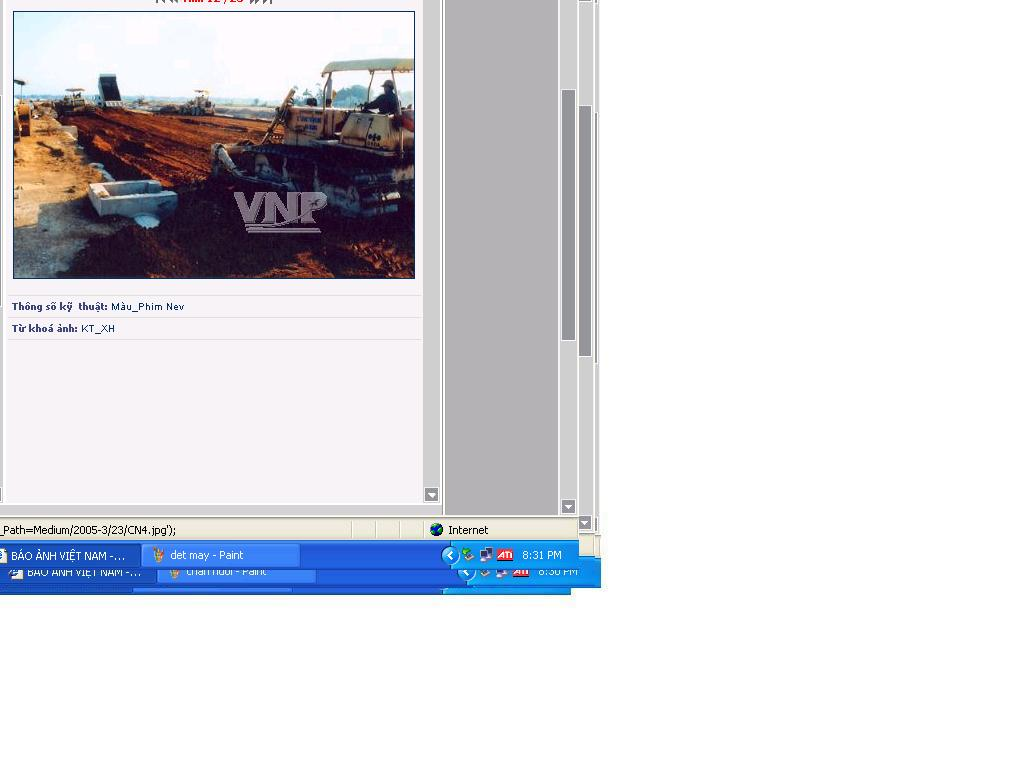 VNP
Thông số kỹ thuật: Màu_Phim Nev
Từ khoá ảnh: KT_XH
_Path=Medium/2005-3/23/CN4.jpg');
Internet
BÁO ẢNH VIỆT NAM -...
det may - Paint
ATI
8:31 PM
BÁO ẢNH VIỆT NAM -...
chan nuoi - Paint
ATI
8:30 PM